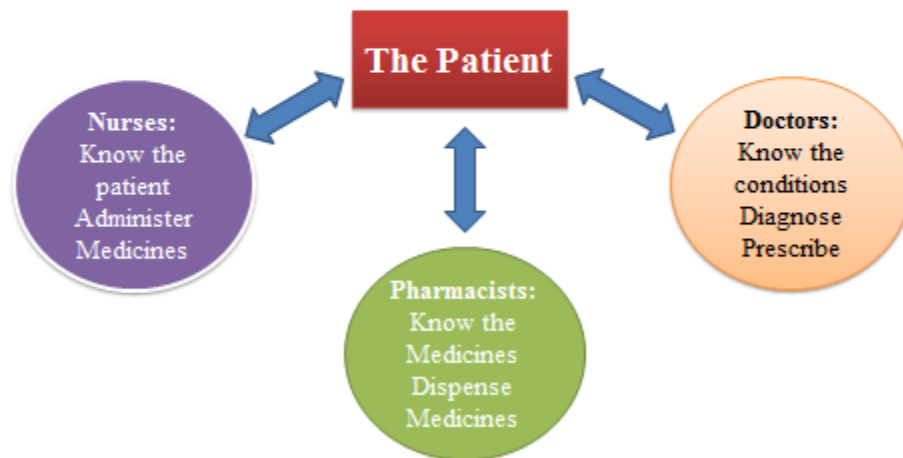 The Patient
Nurses:
Know the
patient
Administer
Medicines
Doctors:
Know the
conditions
Diagnose
Prescribe
Pharmacists:
Know the
Medicines
Dispense
Medicines